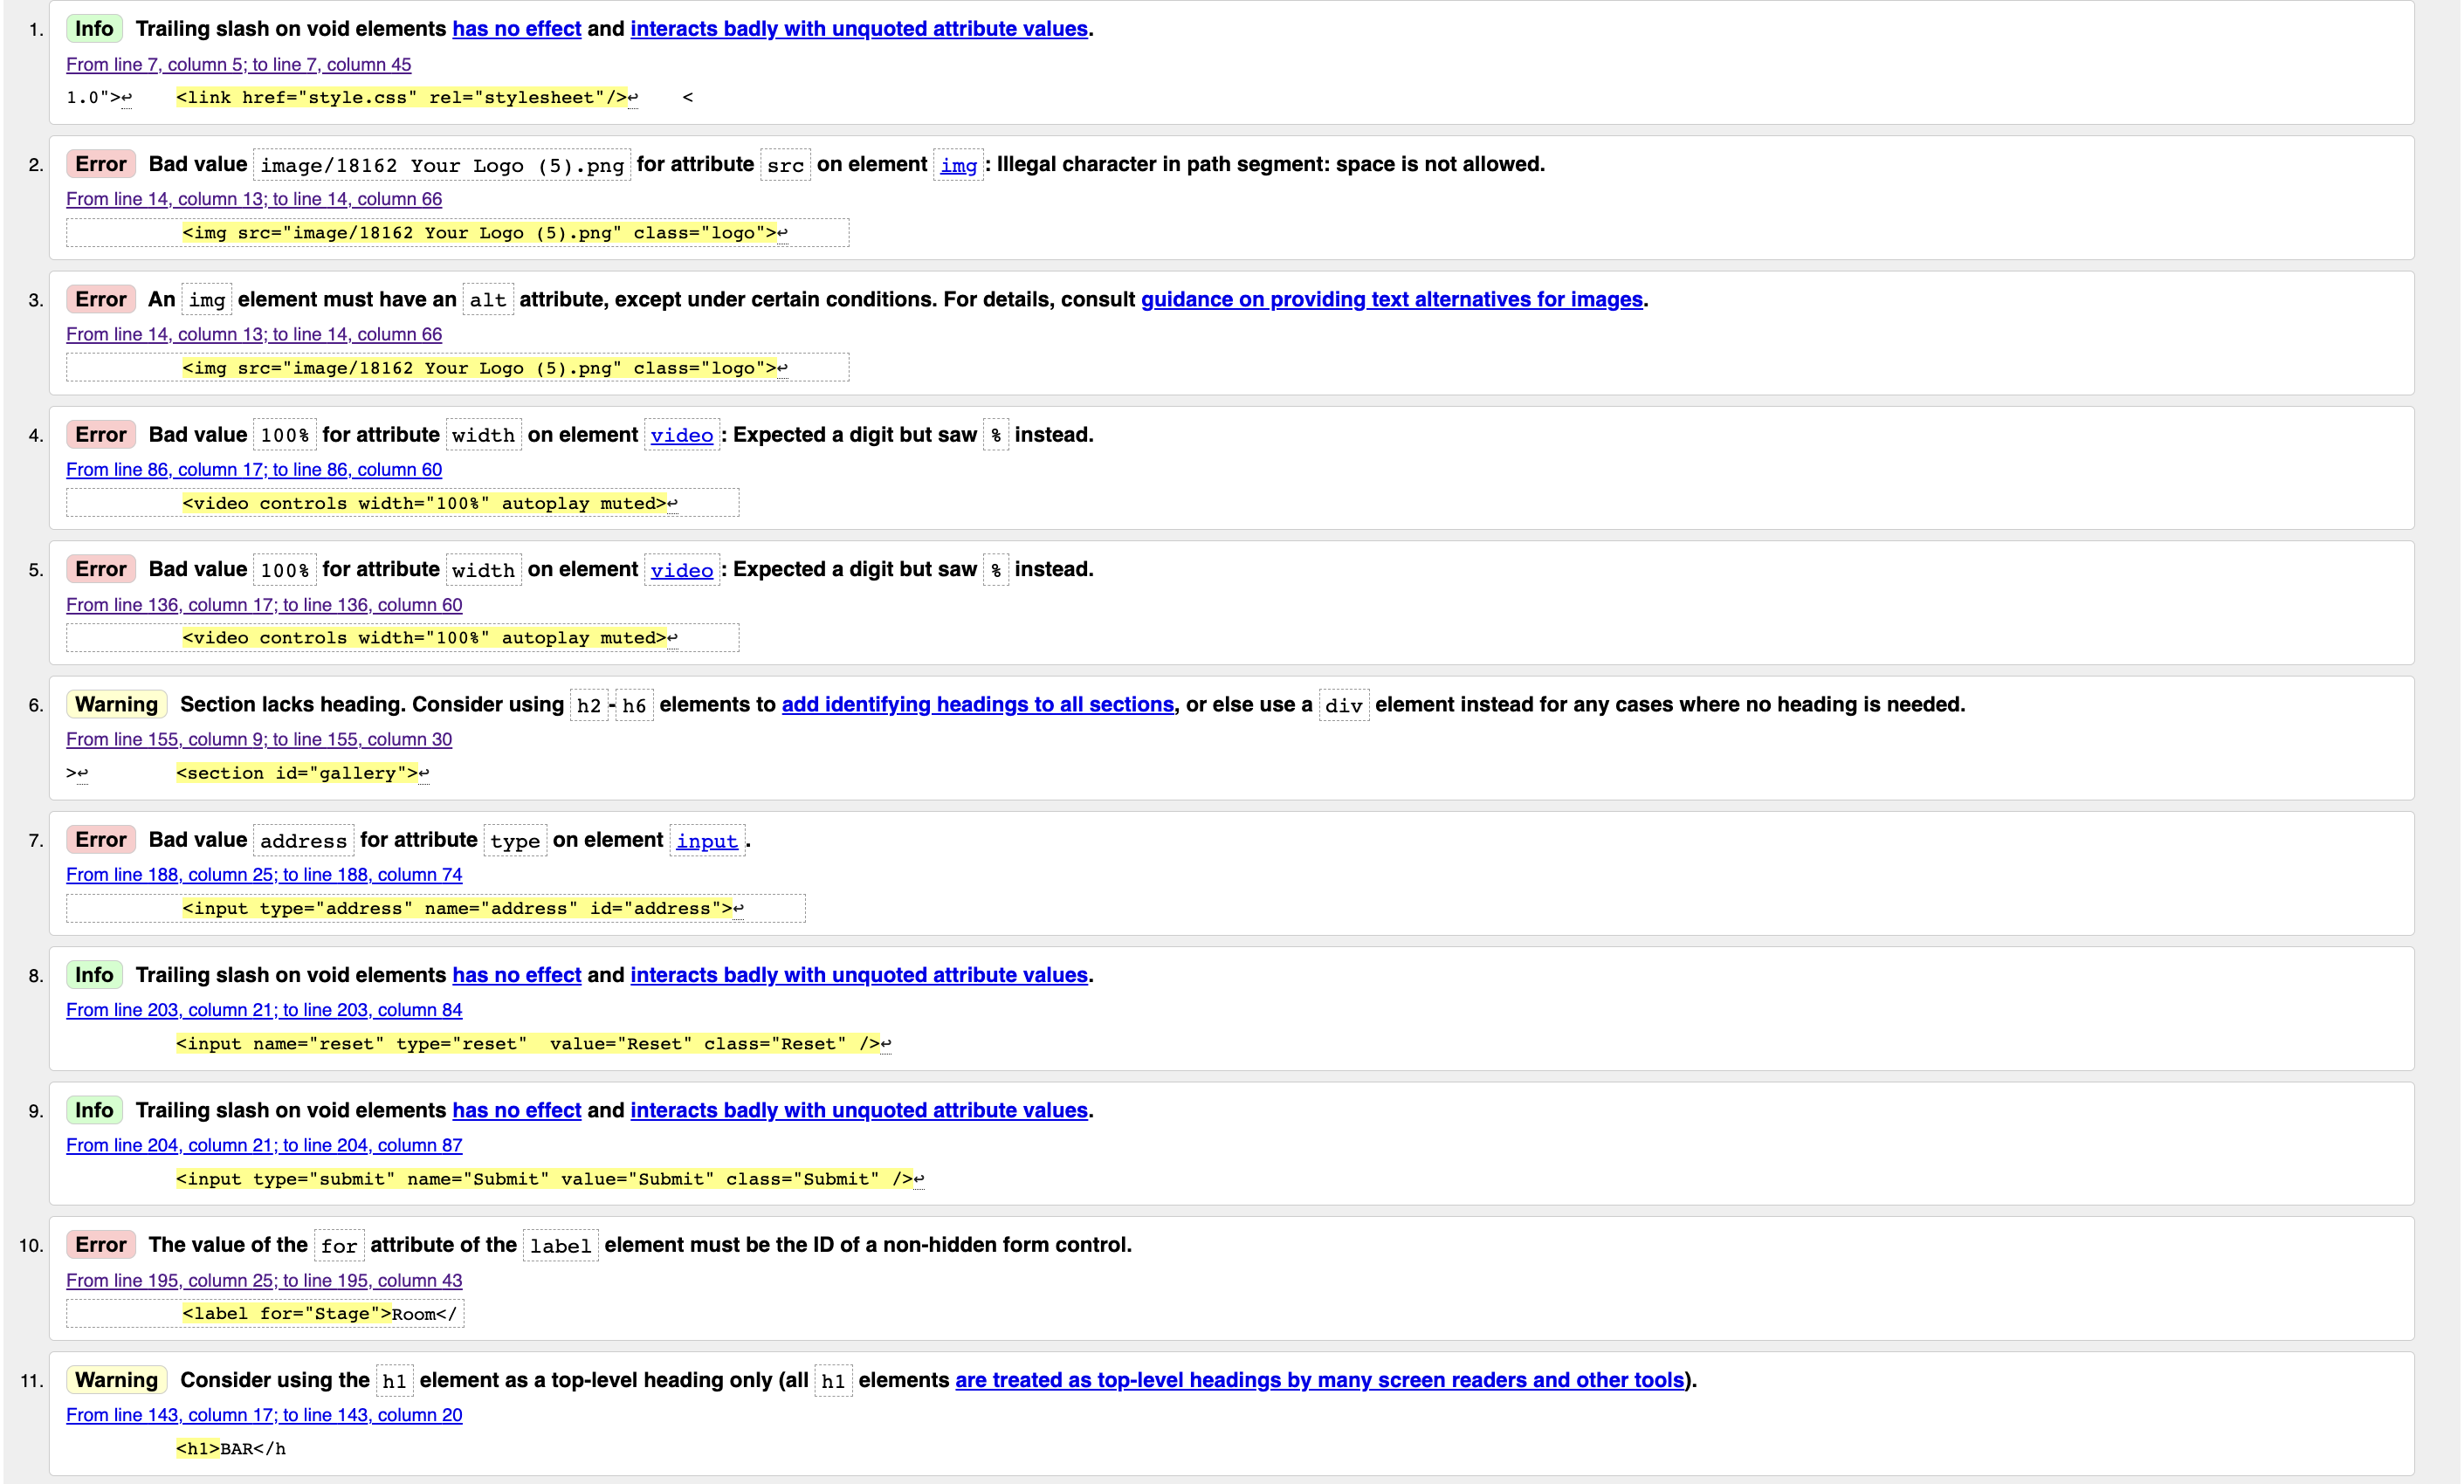 1. Info Trailing slash on void elements has no effect and interacts badly with unquoted attribute values.
From line 7, column 5; to line 7, column 45
1.0">↩ <link href="style.css" rel="stylesheet"/>↩ <
2. Error Bad value image/18162 Your Logo (5).png for attribute src on element img: Illegal character in path segment: space is not allowed.
From line 14, column 13; to line 14, column 66
<img src="image/18162 Your Logo (5).png" class="logo">↩
3. Error An img element must have an alt attribute, except under certain conditions. For details, consult guidance on providing text alternatives for images.
From line 14, column 13; to line 14, column 66
<img src="image/18162 Your Logo (5).png" class="logo">↩
4. Error Bad value 100% for attribute width on element video: Expected a digit but saw % instead.
From line 86, column 17; to line 86, column 60
<video controls width="100%" autoplay muted>↩
5. Error Bad value 100% for attribute width on element video: Expected a digit but saw % instead.
From line 136, column 17; to line 136, column 60
<video controls width="100%" autoplay muted>↩
6. Warning Section lacks heading. Consider using h2-h6 elements to add identifying headings to all sections, or else use a div element instead for any cases where no heading is needed.
From line 155, column 9; to line 155, column 30
>↩ <section id="gallery">↩
7. Error Bad value address for attribute type on element input.
From line 188, column 25; to line 188, column 74
<input type="address" name="address" id="address">↩
8. Info Trailing slash on void elements has no effect and interacts badly with unquoted attribute values.
From line 203, column 21; to line 203, column 84
<input name="reset" type="reset"  value="Reset" class="Reset" />↩
9. Info Trailing slash on void elements has no effect and interacts badly with unquoted attribute values.
From line 204, column 21; to line 204, column 87
<input type="submit" name="Submit" value="Submit" class="Submit" />↩
10. Error The value of the for attribute of the label element must be the ID of a non-hidden form control.
From line 195, column 25; to line 195, column 43
<label for="Stage">Room</
11. Warning Consider using the h1 element as a top-level heading only (all h1 elements are treated as top-level headings by many screen readers and other tools).
From line 143, column 17; to line 143, column 20
<h1>BAR</h